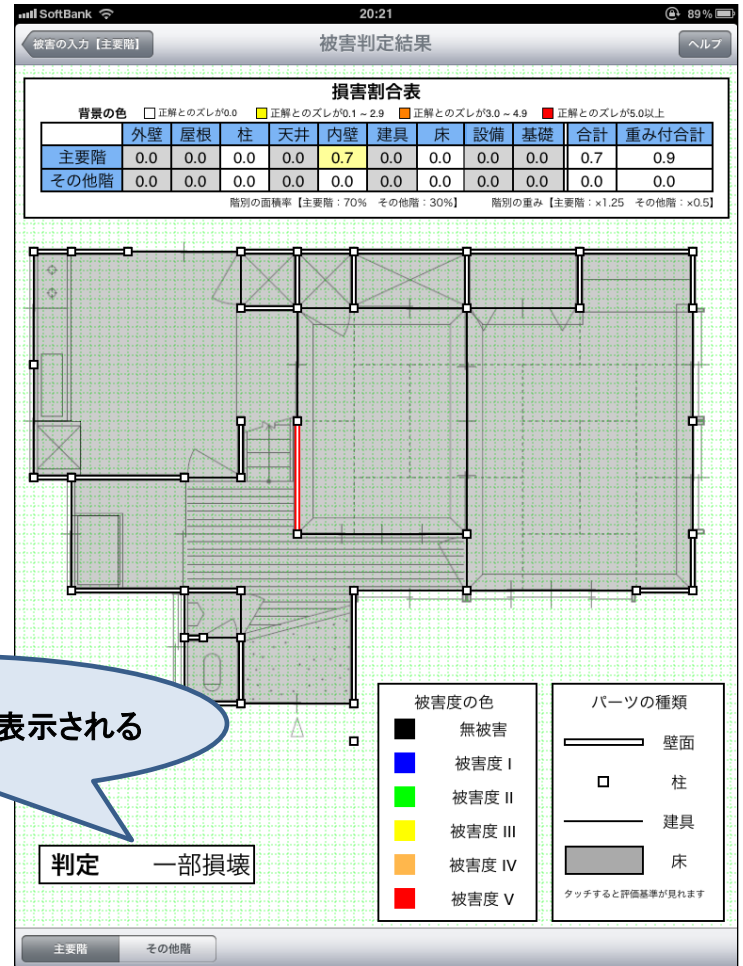 SoftBank 20:21 89%
被害の入力【主要階】 被害判定結果 ヘルプ
損害割合表
背景の色 正解とのズレが0.0 正解とのズレが0.1 ~ 2.9 正解とのズレが3.0 ~ 4.9 正解とのズレが5.0以上
外壁 屋根 柱 天井 内壁 建具 床 設備 基礎 合計 重み付合計
主要階 0.0 0.0 0.0 0.0 0.7 0.0 0.0 0.0 0.0 0.7 0.9
その他階 0.0 0.0 0.0 0.0 0.0 0.0 0.0 0.0 0.0 0.0 0.0
階別の面積率【主要階：70% その他階：30%】 階別の重み【主要階：×1.25 その他階：×0.5】
表示される
被害度の色
無被害
被害度 I
被害度 II
被害度 III
被害度 IV
被害度 V
パーツの種類
壁面
柱
建具
床
タッチすると評価基準が見れます
判定 一部損壊
主要階 その他階